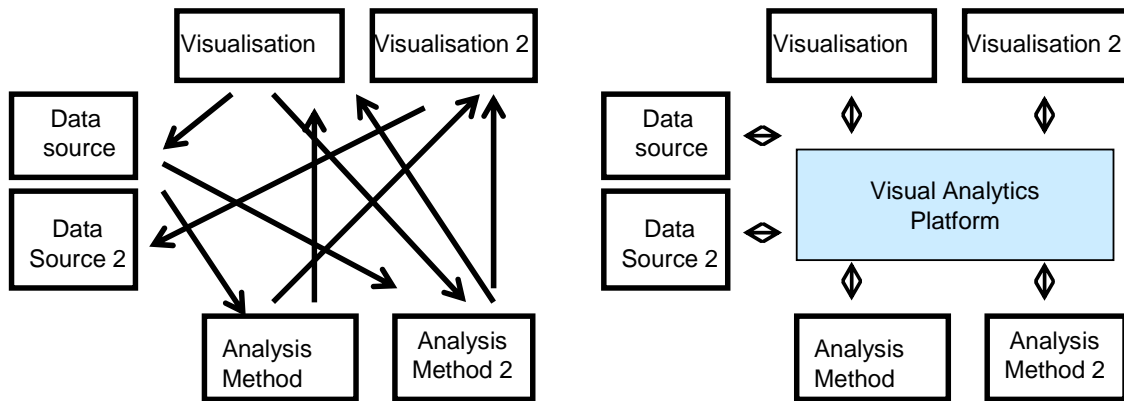 Visualisation
Visualisation 2
Data
source
Data
Source 2
Analysis
Method
Analysis
Method 2
Visualisation
Visualisation 2
Data
source
Data
Source 2
Visual Analytics
Platform
Analysis
Method
Analysis
Method 2